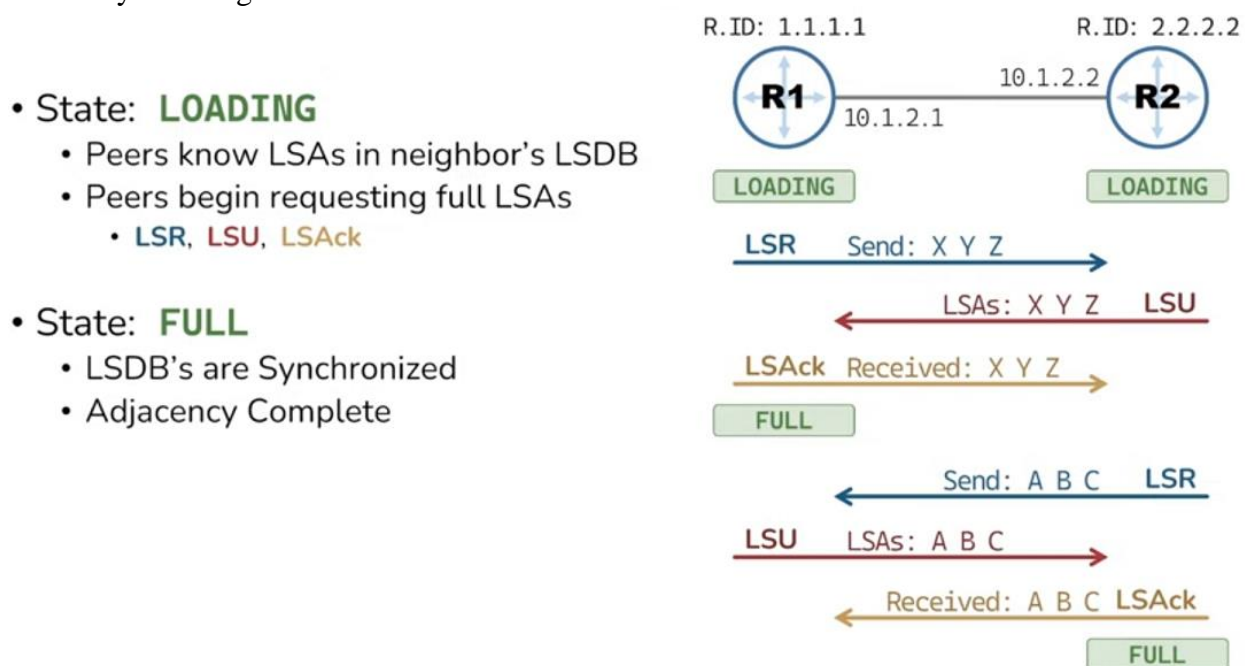 • State: LOADING
• Peers know LSAs in neighbor's LSDB
• Peers begin requesting full LSAs
• LSR, LSU, LSAck
• State: FULL
• LSDB's are Synchronized
• Adjacency Complete
R.ID: 1.1.1.1 R.ID: 2.2.2.2
R1 10.1.2.2 R2
10.1.2.1
LOADING LOADING
LSR Send: X Y Z
LSAs: X Y Z LSU
LSAck Received: X Y Z
FULL
Send: A B C LSR
LSU LSAs: A B C
Received: A B C LSAck
FULL